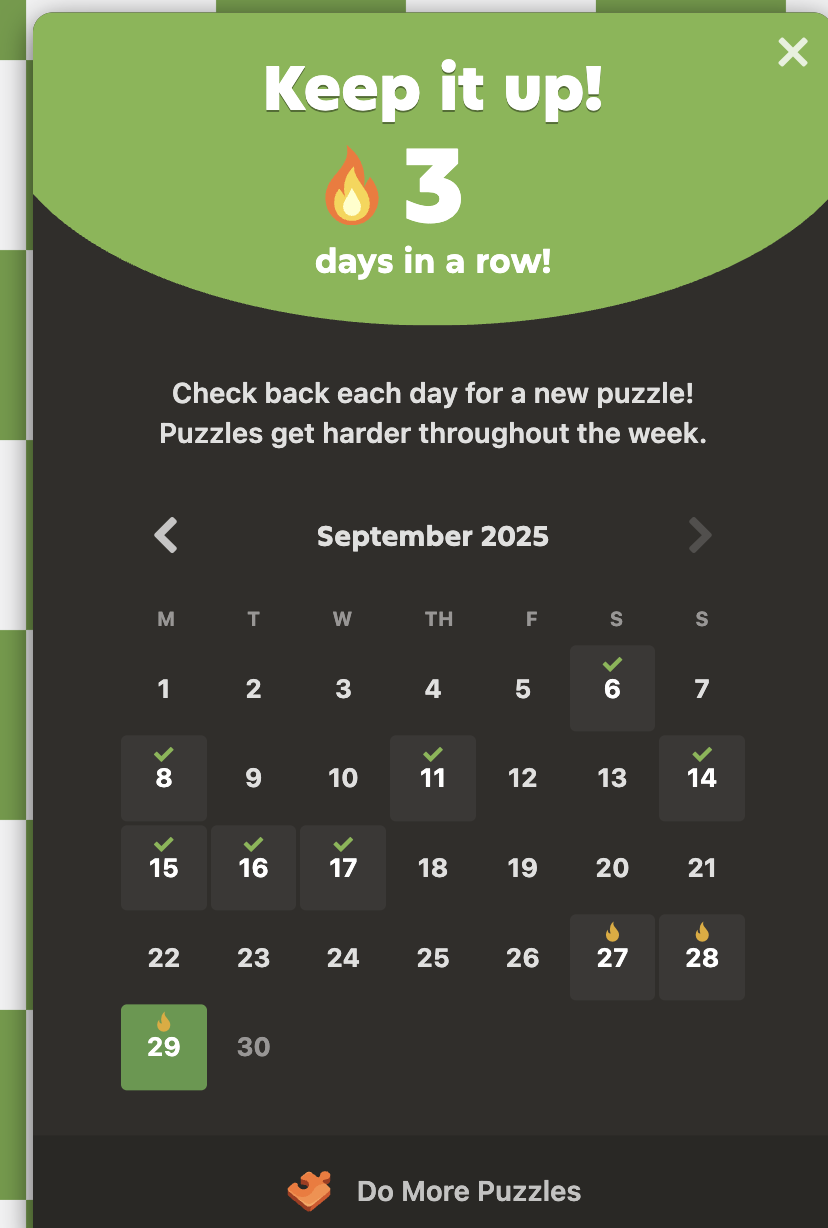 Keep it up!
3
days in a row!
Check back each day for a new puzzle!
Puzzles get harder throughout the week.
September 2025
M T W TH F S S
1 2 3 4 5 6 7
8 9 10 11 12 13 14
15 16 17 18 19 20 21
22 23 24 25 26 27 28
29 30
Do More Puzzles